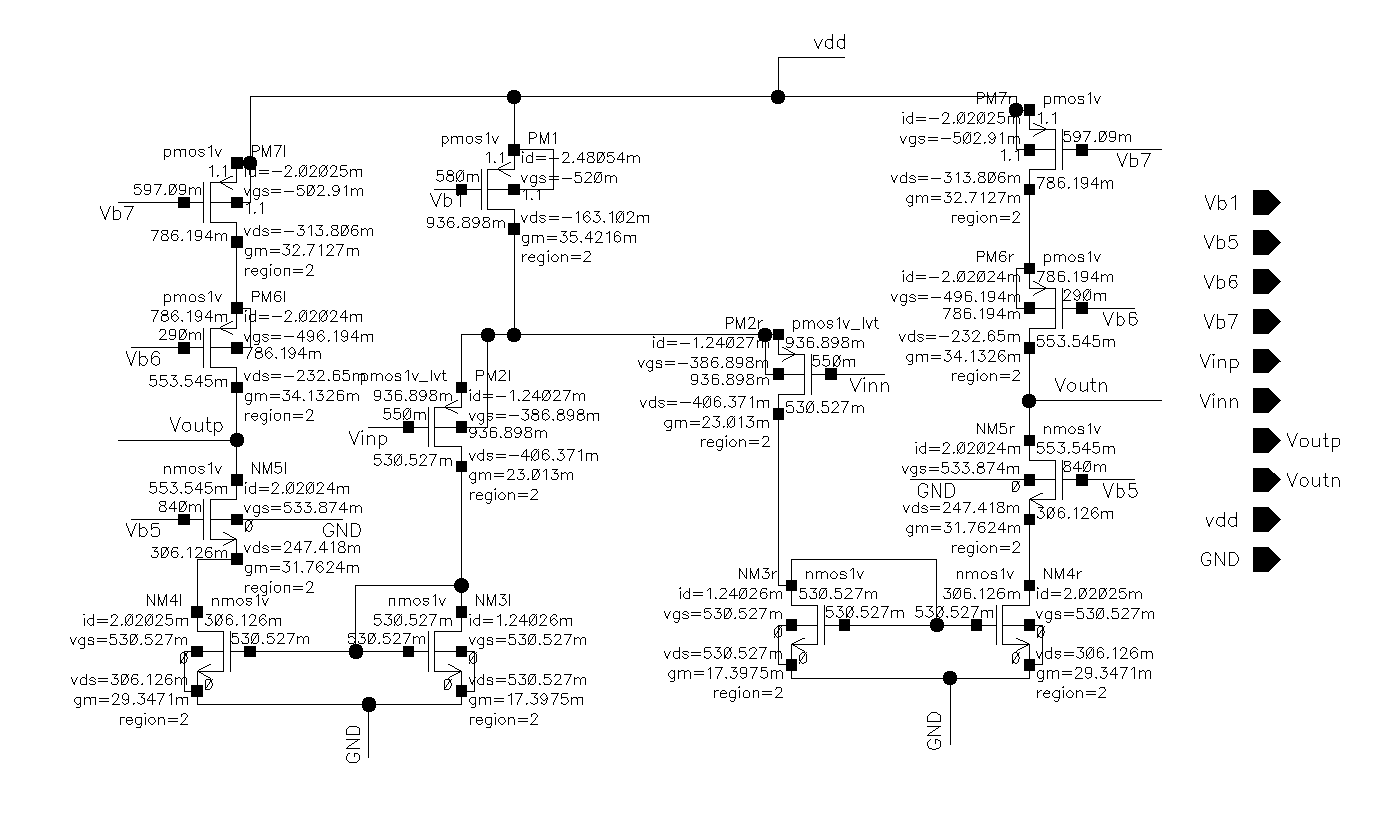 vdd
pmos1v PM7l
1.1 id=-2.02025m
597.09m vgs=-502.91m
Vb7 1.1
786.194m vds=-313.806m
gm=32.7127m
region=2
pmos1v PM6l
786.194m id=-2.02024m
290m vgs=-496.194m
Vb6 786.194m
553.545m vds=-232.65m
gm=34.1326m
region=2
Voutp
nmos1v NM5l
553.545m id=2.02024m
840m vgs=533.874m
Vb5 0 GND
306.126m vds=247.418m
gm=31.7624m
region=2
NM4l nmos1v
id=2.02025m 306.126m
vgs=530.527m 530.527m
0
vds=306.126m 0
gm=29.3471m
region=2
pmos1v PM1
1.1 id=-2.48054m
580m vgs=-520m
Vb1 1.1
936.898m vds=-163.102m
gm=35.4216m
region=2
pmos1v_lvt PM2l
936.898m id=-1.24027m
550m vgs=-386.898m
Vinp 936.898m
530.527m vds=-406.371m
gm=23.013m
region=2
nmos1v NM3l
530.527m id=1.24026m
530.527m vgs=530.527m
0
0 vds=530.527m
gm=17.3975m
region=2
GND
PM2r pmos1v_lvt
id=-1.24027m 936.898m
vgs=-386.898m 550m
936.898m Vinn
vds=-406.371m 530.527m
gm=23.013m
region=2
NM3r nmos1v
id=1.24026m 530.527m
vgs=530.527m 530.527m
0
vds=530.527m 0
gm=17.3975m
region=2
PM7r pmos1v
id=-2.02025m 1.1
vgs=-502.91m 597.09m
1.1 Vb7
vds=-313.806m 786.194m
gm=32.7127m
region=2
PM6r pmos1v
id=-2.02024m 786.194m
vgs=-496.194m 290m
786.194m Vb6
vds=-232.65m 553.545m
gm=34.1326m
region=2
Voutn
NM5r nmos1v
id=2.02024m 553.545m
vgs=533.874m 840m
GND 0 Vb5
vds=247.418m 306.126m
gm=31.7624m
region=2
nmos1v NM4r
306.126m id=2.02025m
530.527m vgs=530.527m
0
0 vds=306.126m
gm=29.3471m
region=2
GND
Vb1
Vb5
Vb6
Vb7
Vinp
Vinn
Voutp
Voutn
vdd
GND